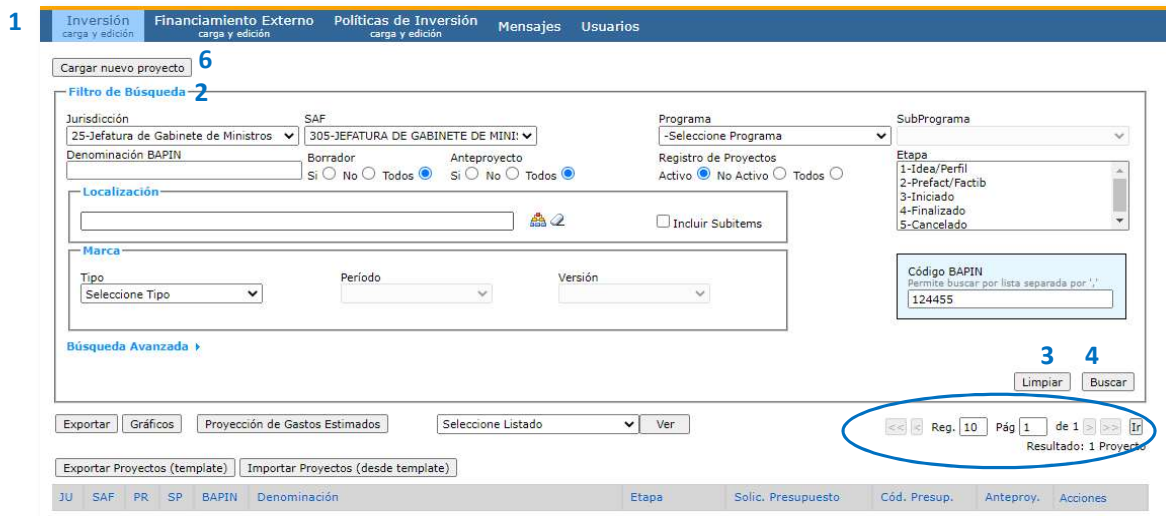 1
Inversión Financiamiento Externo Políticas de Inversión Mensajes Usuarios
carga y edición carga y edición carga y edición
Cargar nuevo proyecto 6
Filtro de Búsqueda 2
Jurisdicción SAF Programa SubPrograma
25-Jefatura de Gabinete de Ministros 305-JEFATURA DE GABINETE DE MINI: -Seleccione Programa
Denominación BAPIN Borrador Anteproyecto Registro de Proyectos Etapa
Si No Todos Si No Todos Activo No Activo Todos
1-Idea/Perfil
2-Prefact/Factib
3-Iniciado
4-Finalizado
5-Cancelado
Localización
Incluir Subitems
Marca
Tipo Período Versión
Seleccione Tipo
Código BAPIN
Permite buscar por lista separada por ','
124455
Búsqueda Avanzada
3 4
Limpiar Buscar
Exportar Gráficos Proyección de Gastos Estimados Seleccione Listado Ver << < Reg. 10 Pág 1 de 1 > >> Ir
Resultado: 1 Proyecto
Exportar Proyectos (template) Importar Proyectos (desde template)
JU SAF PR SP BAPIN Denominación Etapa Solic. Presupuesto Cód. Presup. Anteproy. Acciones